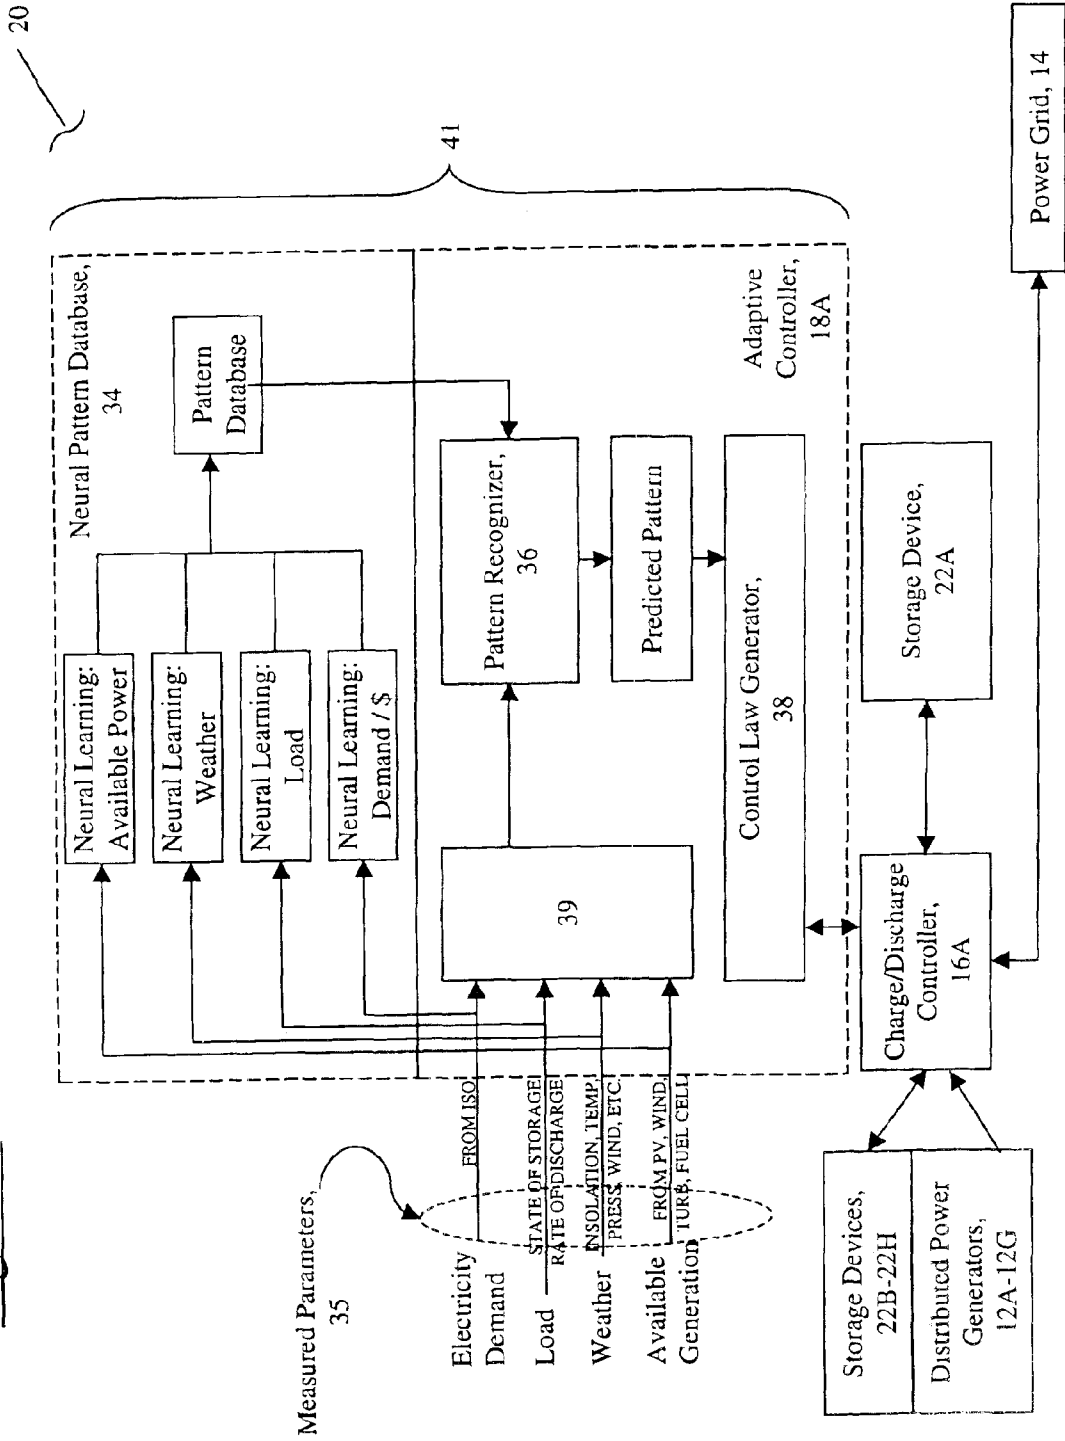 20
41
Neural Pattern Database,
34
Neural Learning:
Available Power
Neural Learning:
Weather
Neural Learning:
Load
Neural Learning:
Demand / $
Pattern
Database
Measured Parameters,
35
Electricity
Demand
FROM ISO
Load
STATE OF STORAGE
RATE OF DISCHARGE
Weather
INSOLATION, TEMP,
PRESS, WIND, ETC.
Available
Generation
FROM PV, WIND,
TURB, FUEL CELL
39
Pattern Recognizer,
36
Predicted Pattern
Control Law Generator,
38
Adaptive
Controller,
18A
Storage Devices,
22B-22H
Distributed Power
Generators,
12A-12G
Charge/Discharge
Controller,
16A
Storage Device,
22A
Power Grid, 14